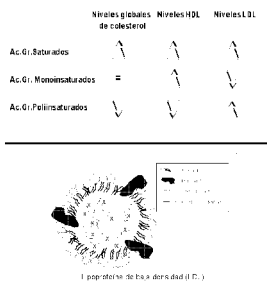 Niveles globales de colesterol Niveles HDL Niveles LDL
Ac.Gr.Saturados
Ac.Gr. Monoinsaturados =
Ac.Gr.Poliinsaturados
Lipoproteína de baja densidad (LDL)